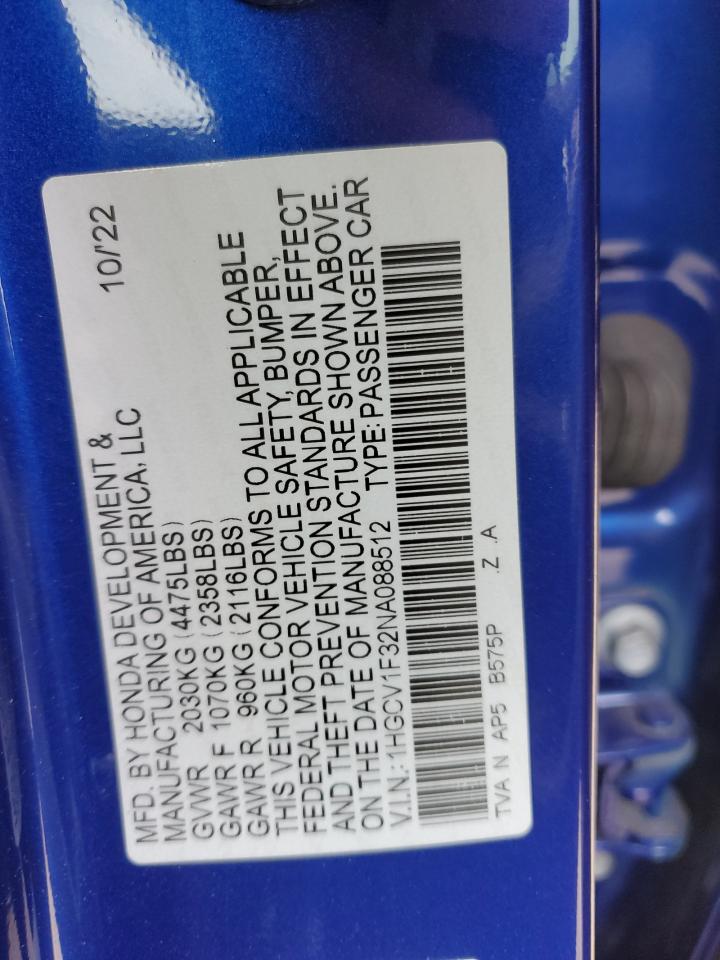 MFD. BY HONDA DEVELOPMENT &
MANUFACTURING OF AMERICA, LLC 10/'22
GVWR 2030KG (4475LBS)
GAWR F 1070KG (2358LBS)
GAWR R 960KG (2116LBS)
THIS VEHICLE CONFORMS TO ALL APPLICABLE
FEDERAL MOTOR VEHICLE SAFETY, BUMPER,
AND THEFT PREVENTION STANDARDS IN EFFECT
ON THE DATE OF MANUFACTURE SHOWN ABOVE.
V.I.N.: 1HGCV1F32NA088512 TYPE: PASSENGER CAR
TVA N AP5 B575P .Z .A